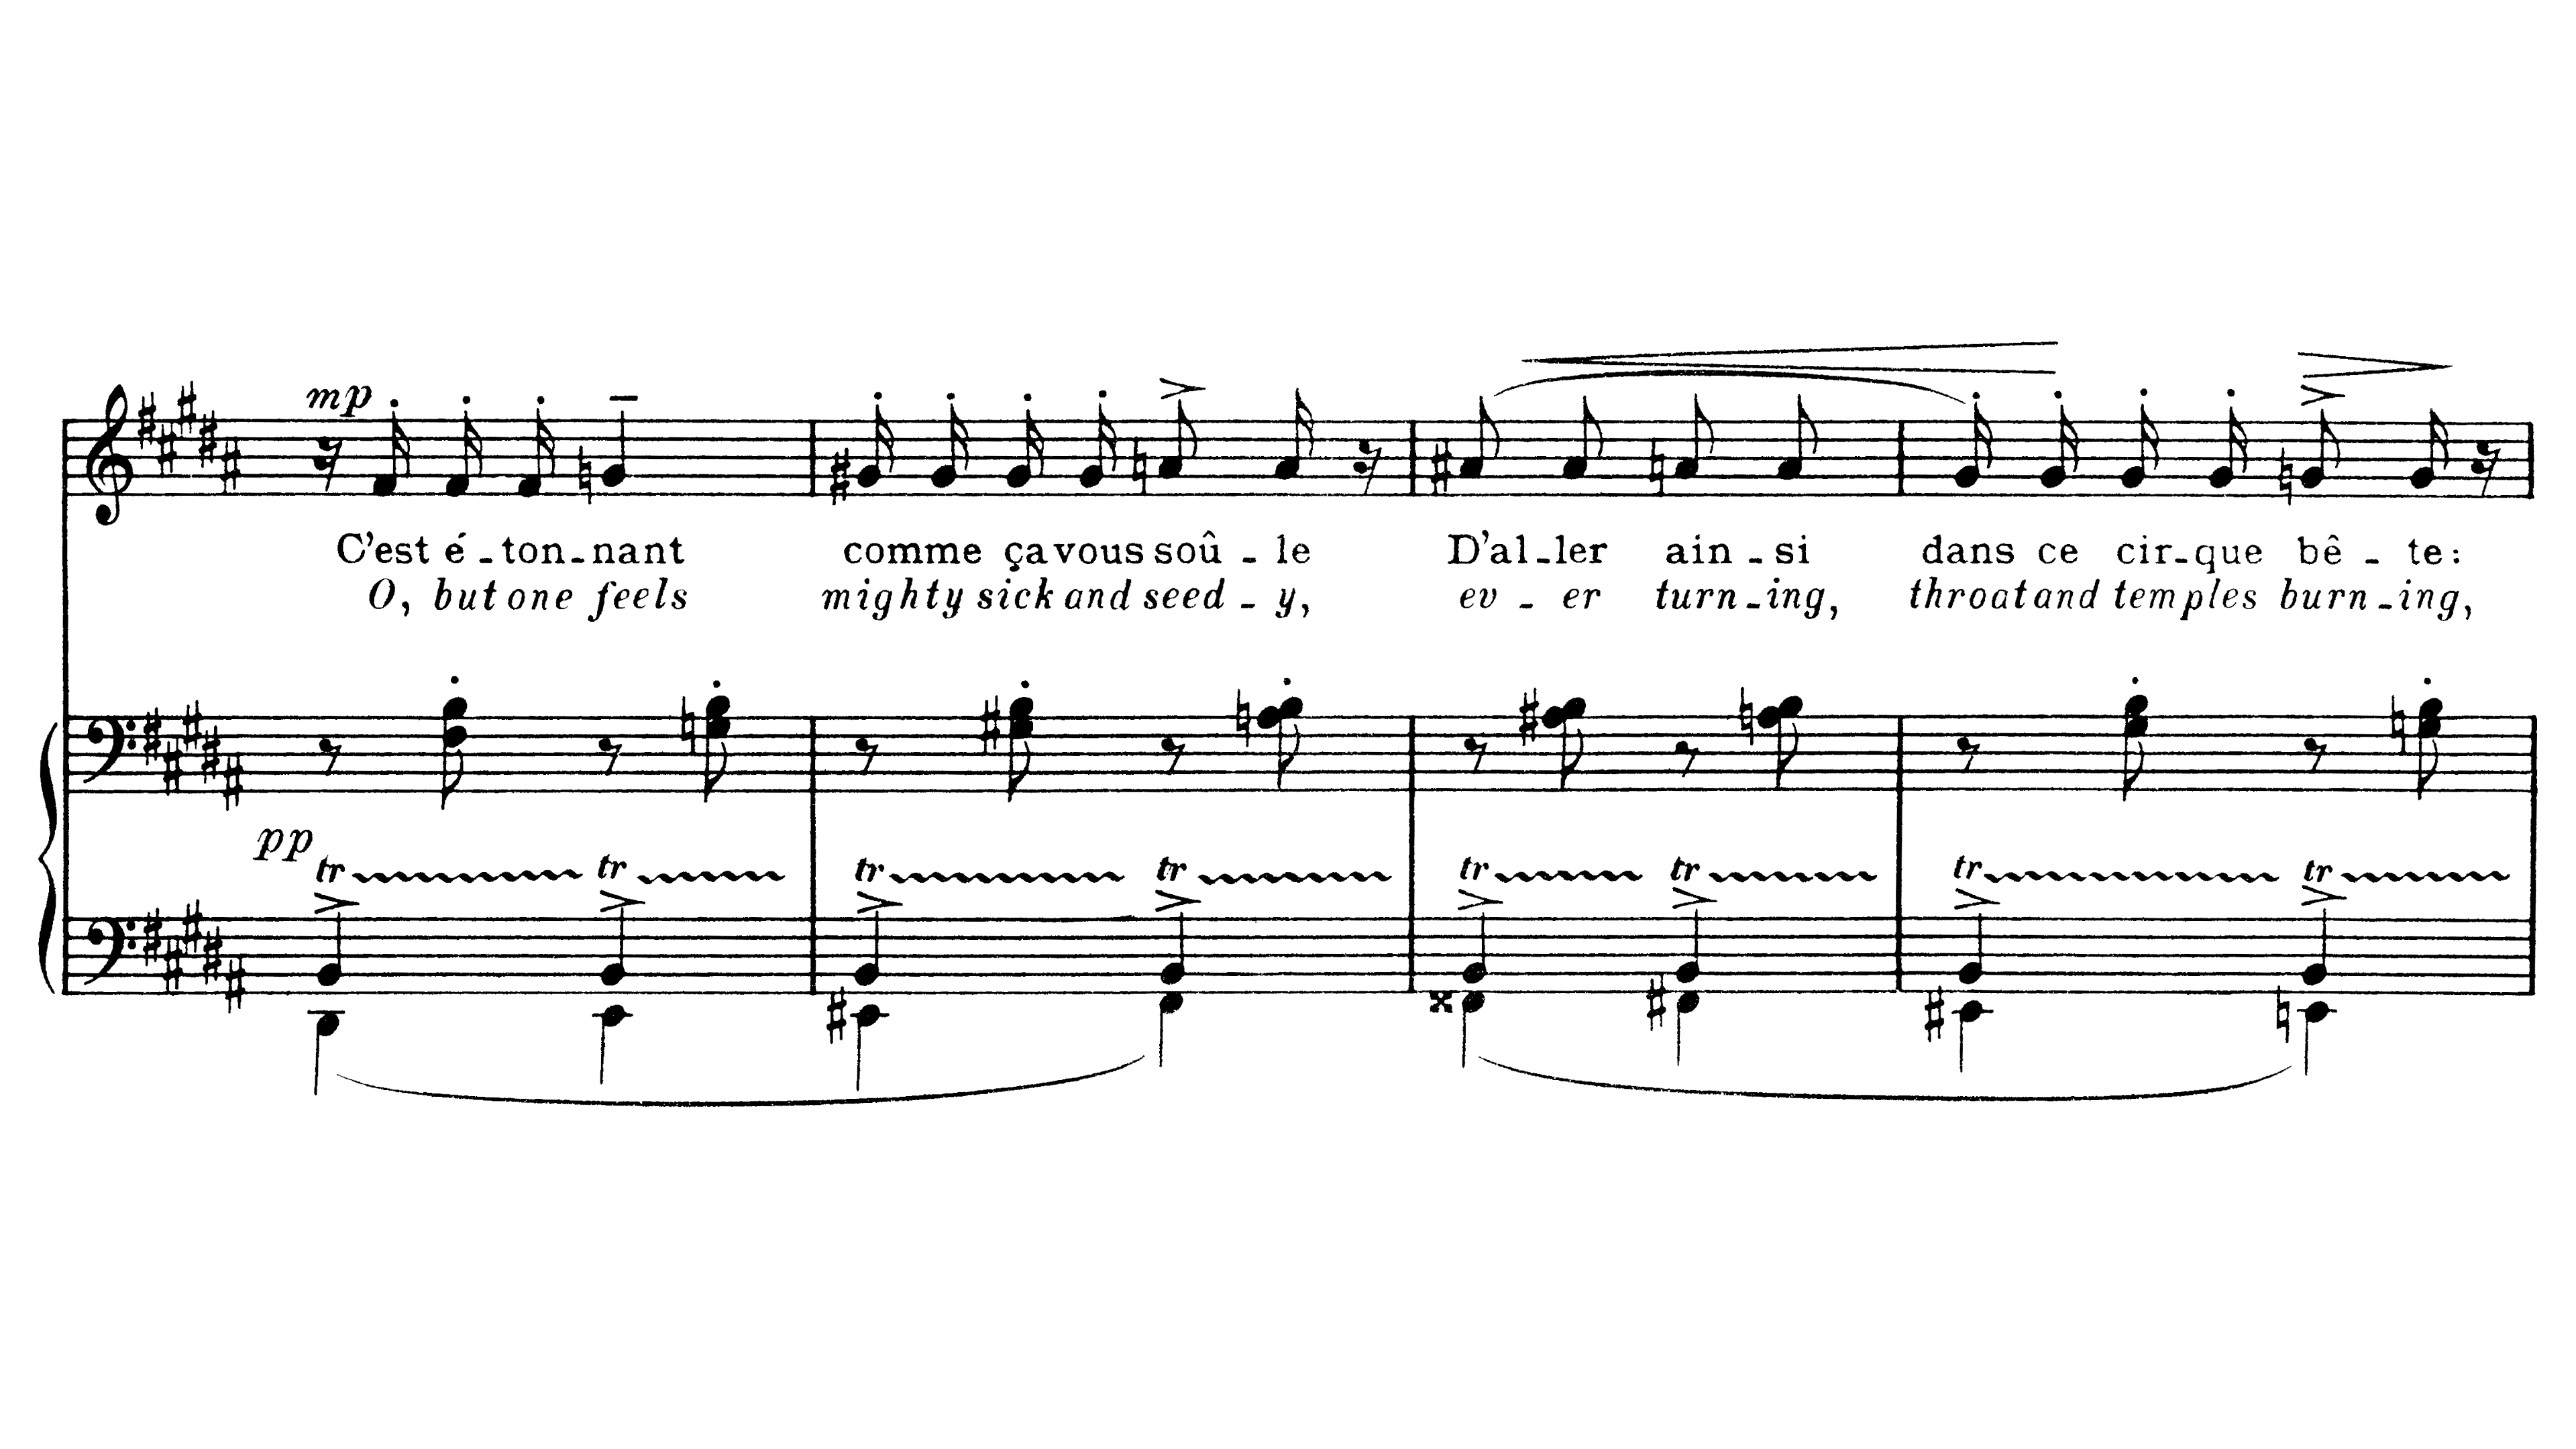 mp
C'est é-ton-nant comme ça vous soû-le D'al-ler ain-si dans ce cir-que bê-te:
O, but one feels mighty sick and seed-y, ev-er turn-ing, throat and temples burn-ing,
pp
tr tr tr tr tr tr tr tr